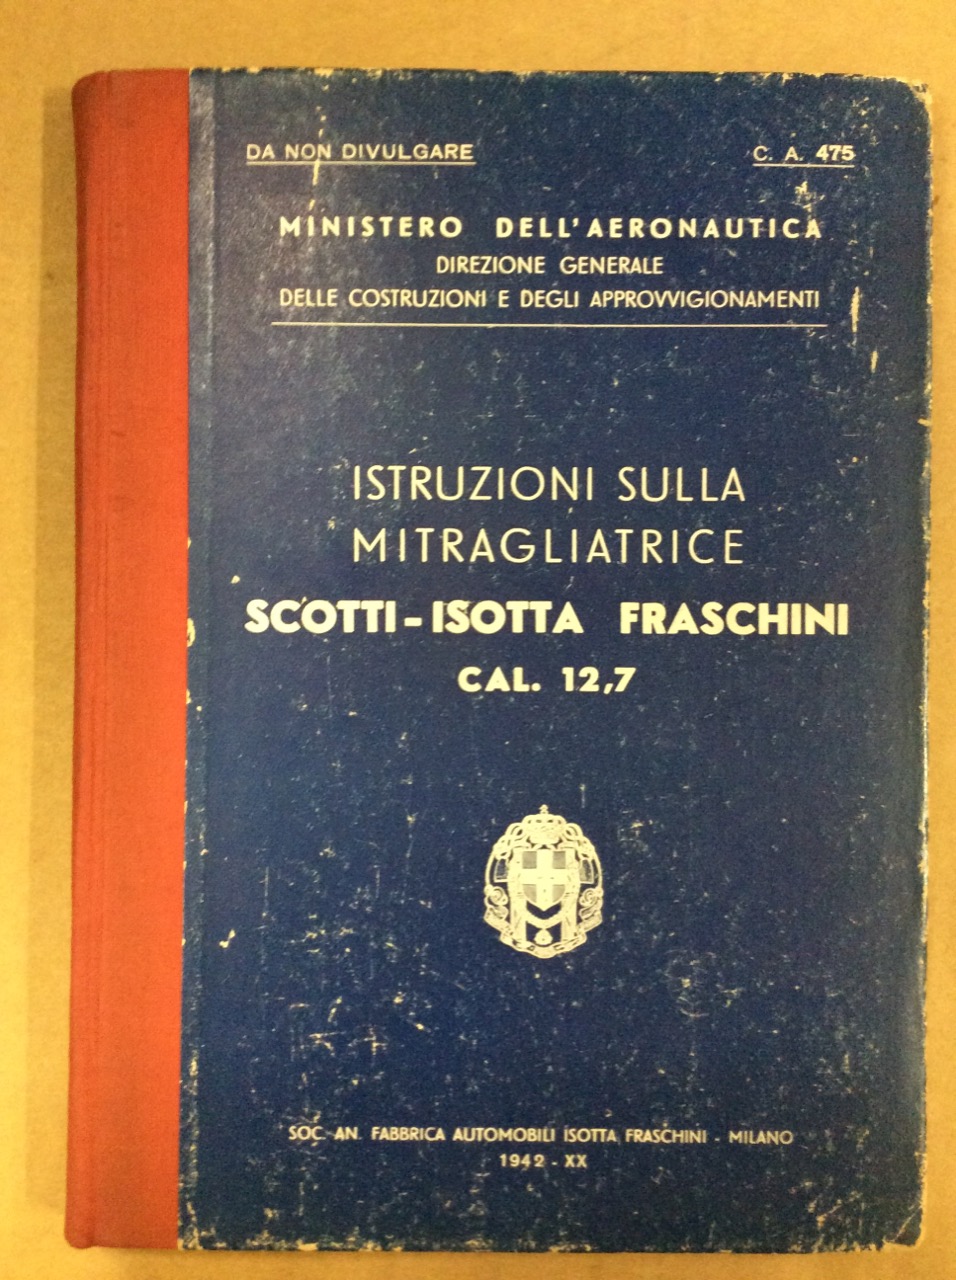 DA NON DIVULGARE
C. A. 475
MINISTERO DELL'AERONAUTICA
DIREZIONE GENERALE
DELLE COSTRUZIONI E DEGLI APPROVVIGIONAMENTI
ISTRUZIONI SULLA
MITRAGLIATRICE
SCOTTI-ISOTTA FRASCHINI
CAL. 12,7
SOC. AN. FABBRICA AUTOMOBILI ISOTTA FRASCHINI - MILANO
1942 - XX